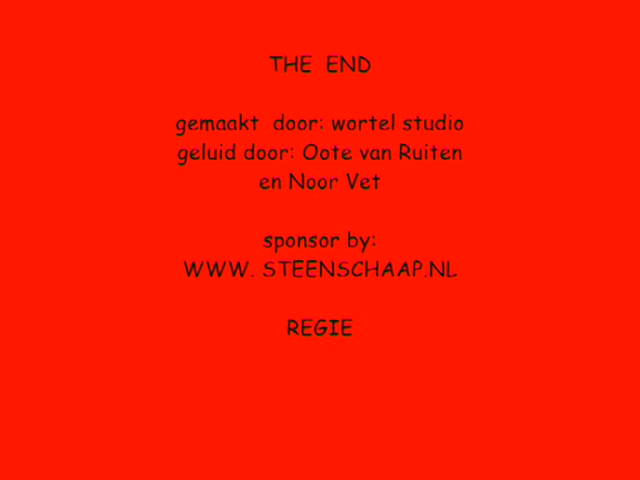 THE END
gemaakt door: wortel studio
geluid door: Oote van Ruiten
en Noor Vet
sponsor by:
WWW. STEENSCHAAP.NL
REGIE